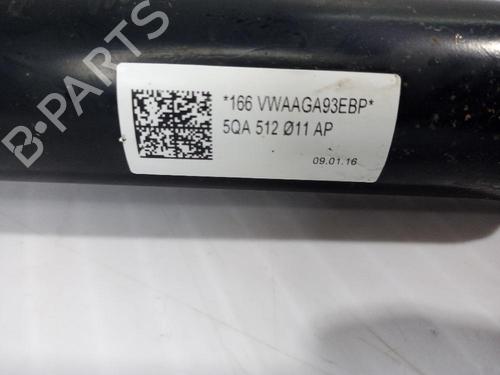 B-PARTS
*166 VWAAGA93EBP*
5QA 512 Ø11 AP
09.01.16